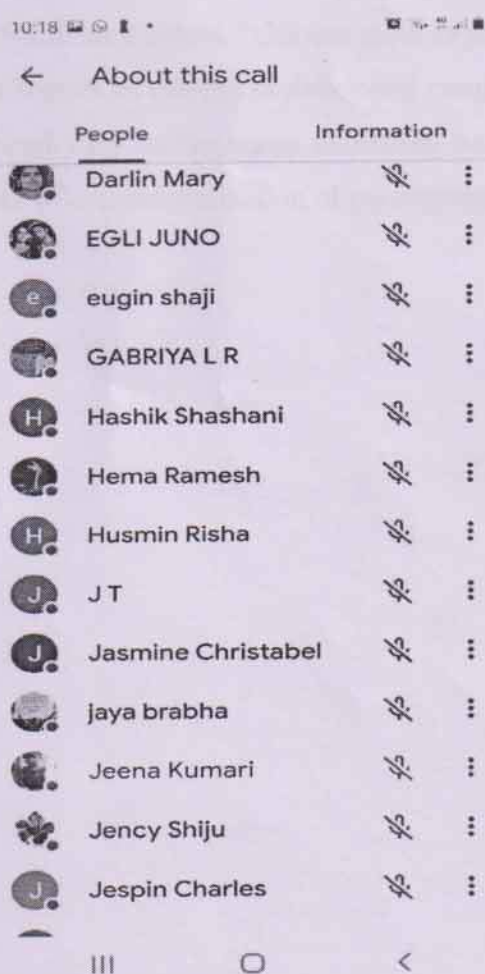 10:18
← About this call
People Information
Darlin Mary
EGLI JUNO
e eugin shaji
GABRIYA L R
H Hashik Shashani
Hema Ramesh
H Husmin Risha
J J T
J Jasmine Christabel
jaya brabha
Jeena Kumari
Jency Shiju
J Jespin Charles